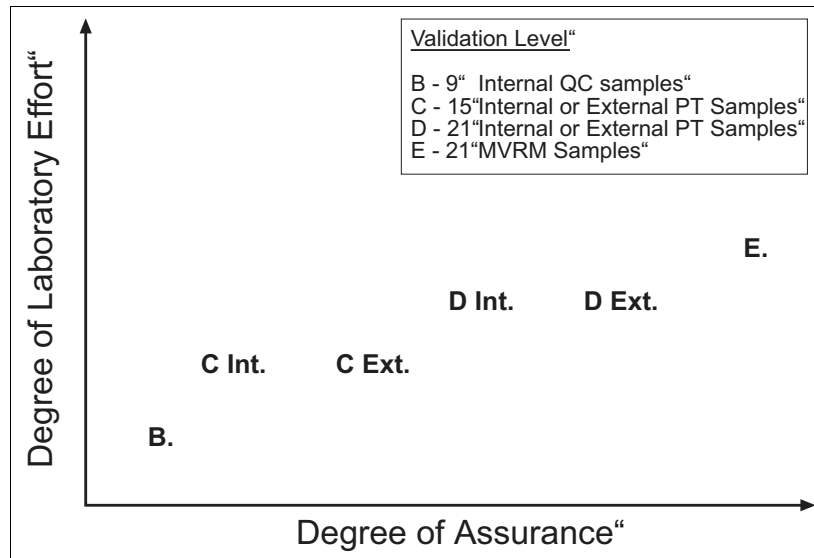 Validation Level“
B - 9“ Internal QC samples“
C - 15“Internal or External PT Samples“
D - 21“Internal or External PT Samples“
E - 21“MVRM Samples“
Degree of Laboratory Effort“
E.
D Int. D Ext.
C Int. C Ext.
B.
Degree of Assurance“